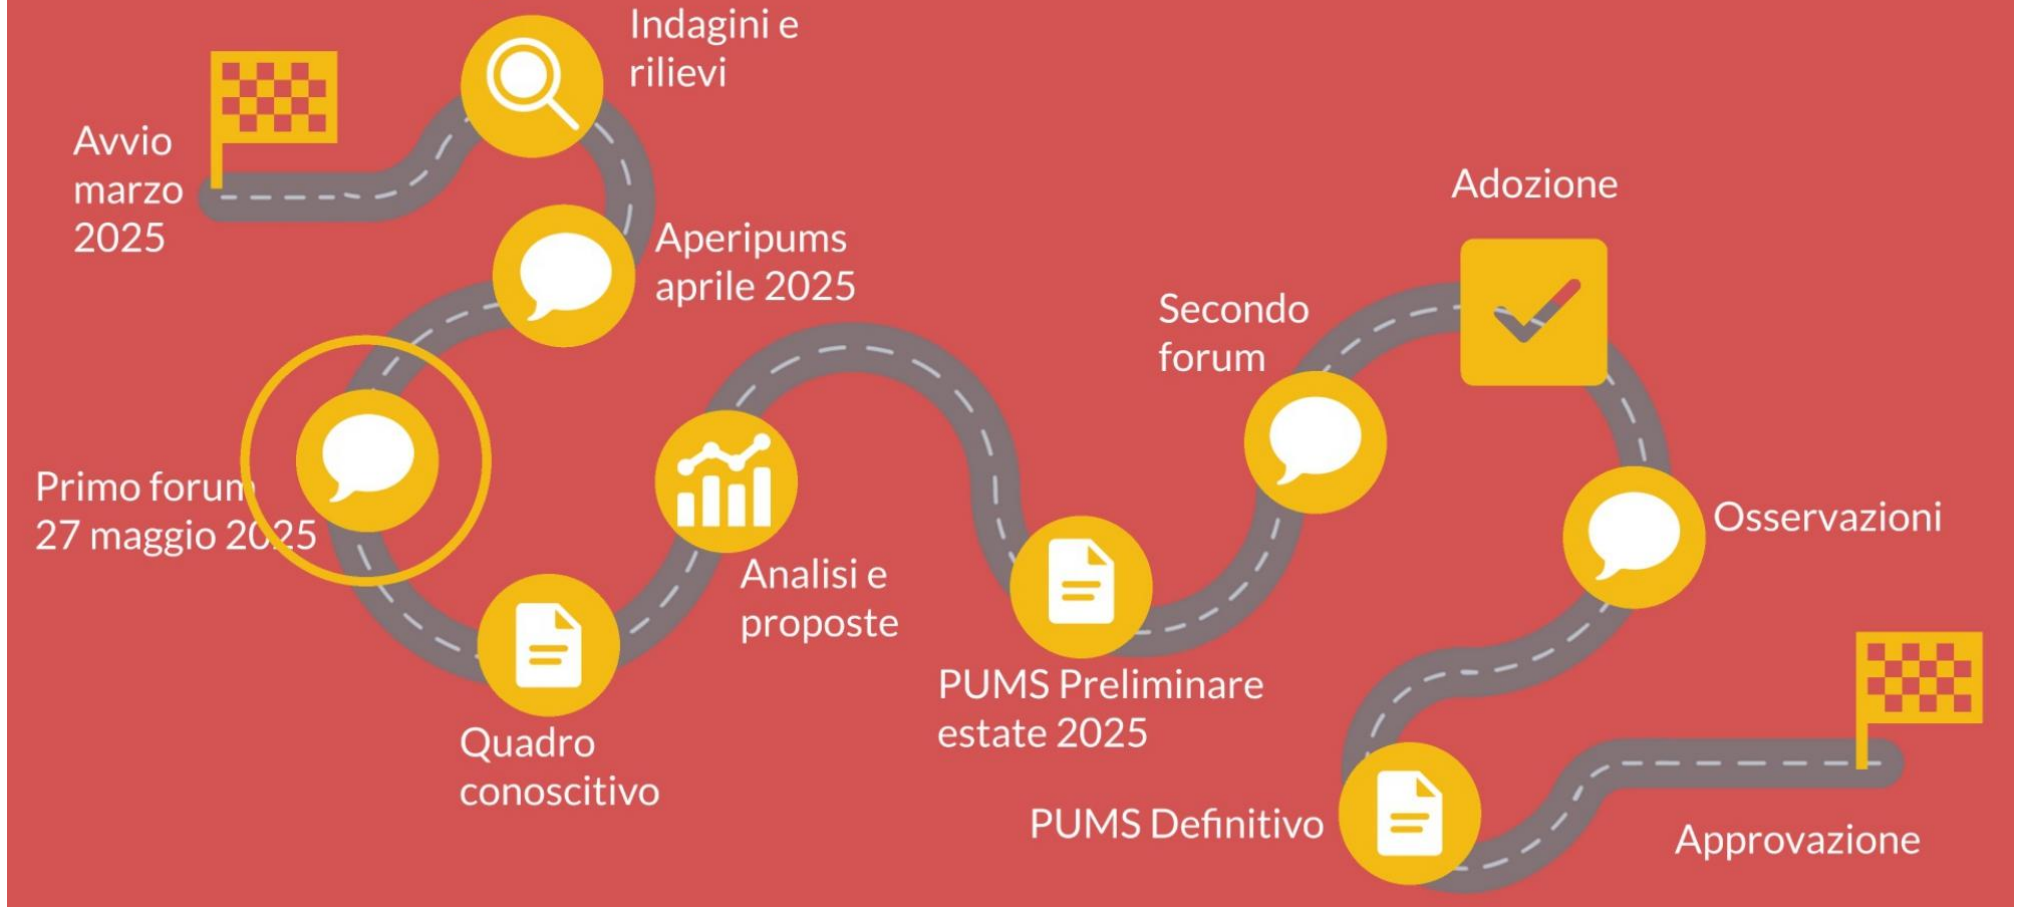 Avvio
marzo
2025
Indagini e
rilievi
Aperipums
aprile 2025
Primo forum
27 maggio 2025
Quadro
conoscitivo
Analisi e
proposte
PUMS Preliminare
estate 2025
Secondo
forum
Adozione
Osservazioni
PUMS Definitivo
Approvazione